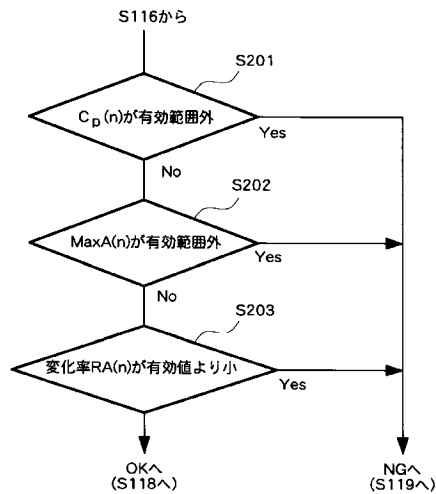 S116から
S201
Cp(n)が有効範囲外
Yes
No
S202
MaxA(n)が有効範囲外
Yes
No
S203
変化率RA(n)が有効値より小
Yes
OKへ
(S118へ)
NGへ
(S119へ)